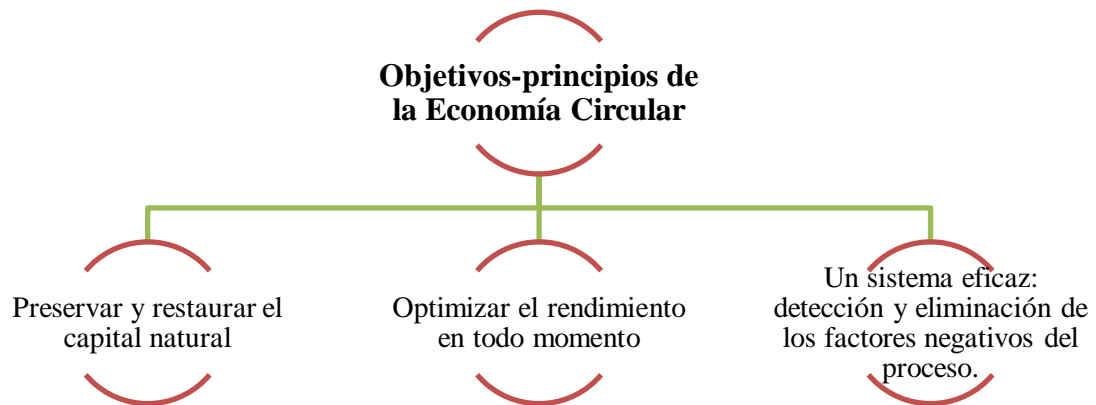 Objetivos-principios de
la Economía Circular
Preservar y restaurar el
capital natural
Optimizar el rendimiento
en todo momento
Un sistema eficaz:
detección y eliminación de
los factores negativos del
proceso.